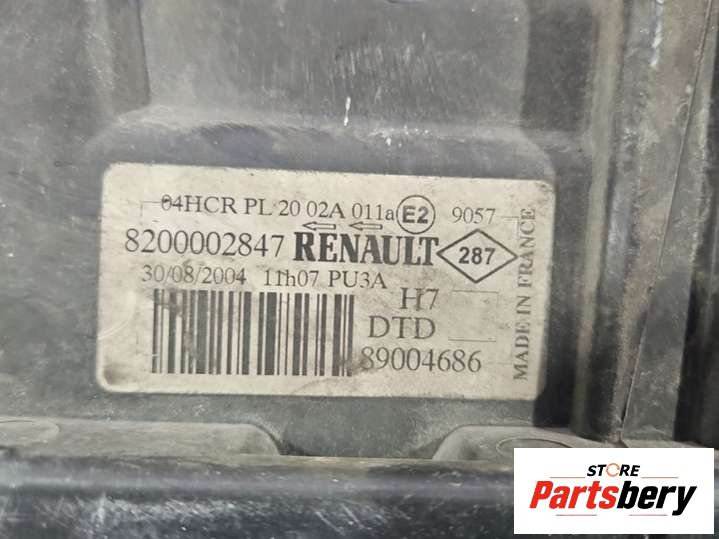 04HCR PL 20 02A 011a E2 9057
8200002847 RENAULT 287
30/08/2004 11h07 PU3A
H7
DTD
89004686
MADE IN FRANCE
STORE
Partsbery